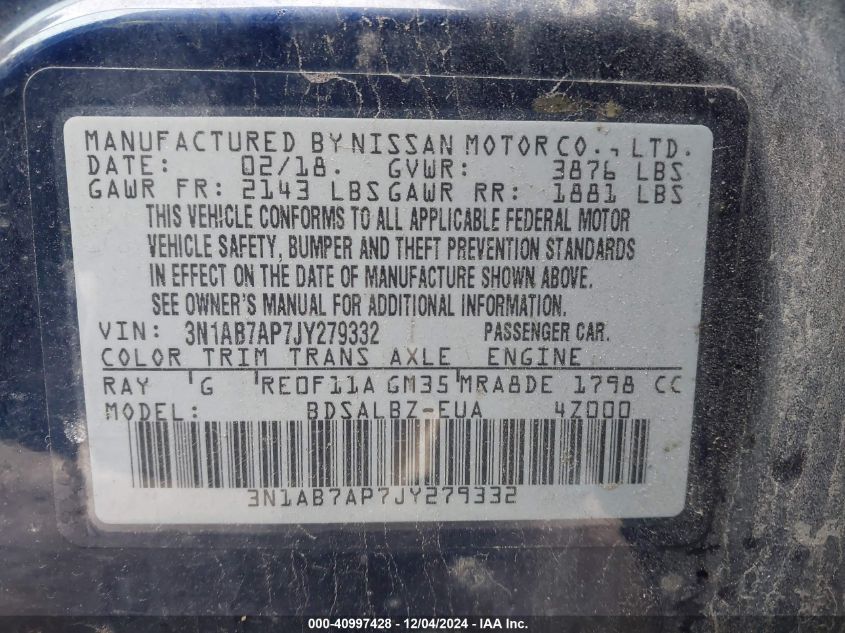 MANUFACTURED BY NISSAN MOTOR CO., LTD.
DATE: 02/18. GVWR: 3876 LBS
GAWR FR: 2143 LBS GAWR RR: 1881 LBS
THIS VEHICLE CONFORMS TO ALL APPLICABLE FEDERAL MOTOR
VEHICLE SAFETY, BUMPER AND THEFT PREVENTION STANDARDS
IN EFFECT ON THE DATE OF MANUFACTURE SHOWN ABOVE.
SEE OWNER'S MANUAL FOR ADDITIONAL INFORMATION.
VIN: 3N1AB7AP7JY279332 PASSENGER CAR.
COLOR TRIM TRANS AXLE ENGINE
RAY G RE0F11A GM35 MRA8DE 1798 CC
MODEL: BDSALBZ-EUA 4Z000
3N1AB7AP7JY279332
000-40997428 - 12/04/2024 - IAA Inc.